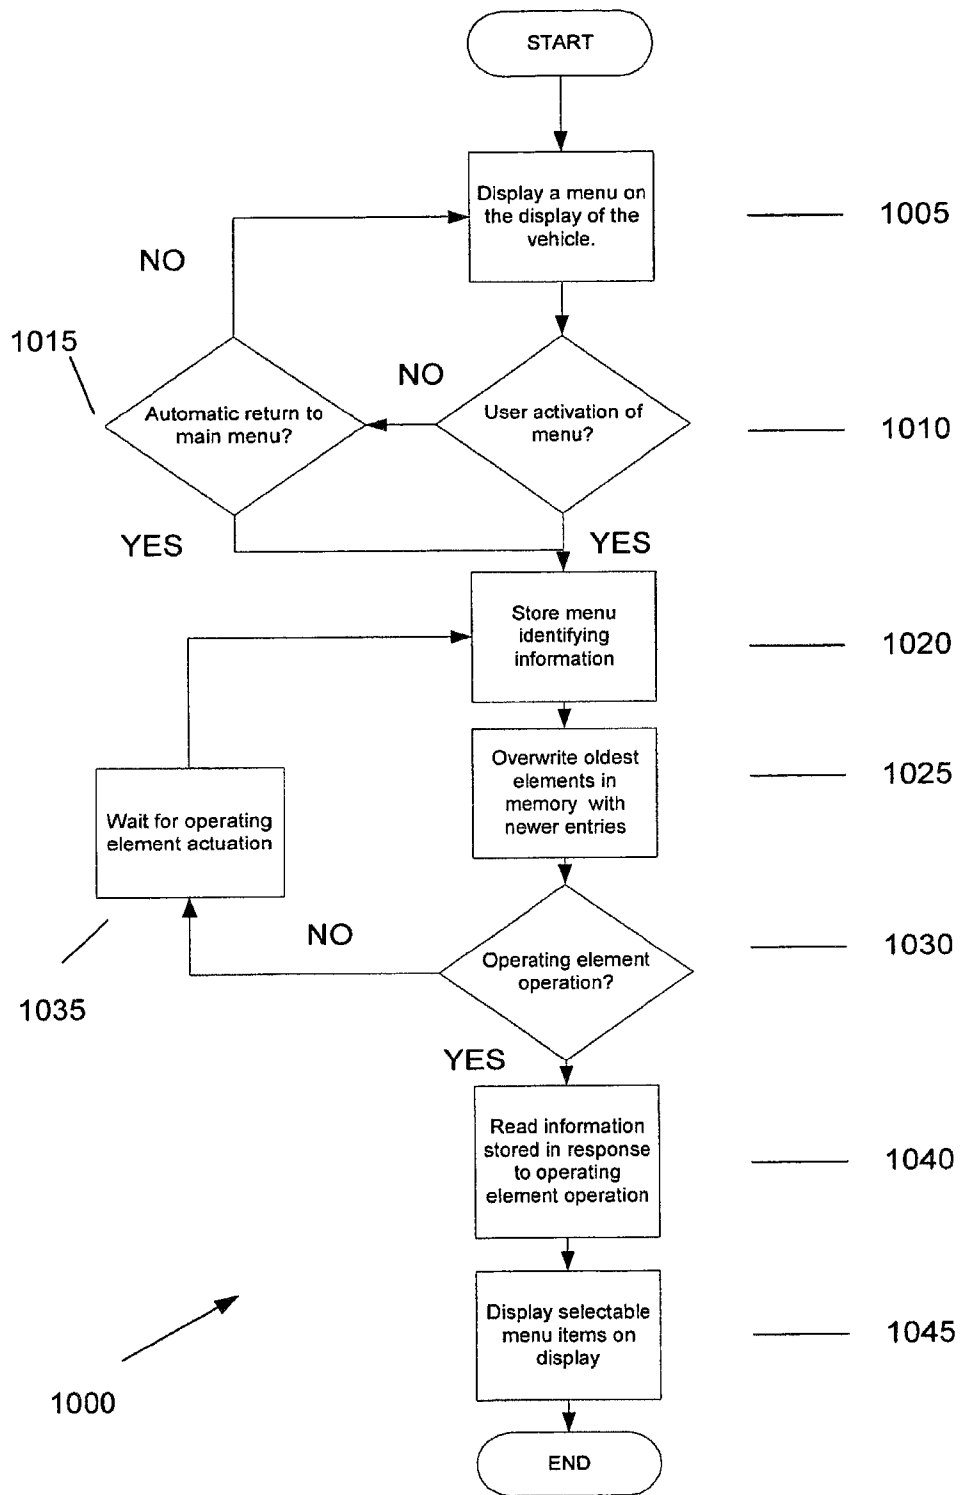 START
Display a menu on
the display of the
vehicle.
1005
NO
1015
Automatic return to
main menu?
NO
User activation of
menu?
1010
YES
YES
Store menu
identifying
information
1020
Overwrite oldest
elements in
memory with
newer entries
1025
Wait for operating
element actuation
1035
NO
Operating element
operation?
1030
YES
Read information
stored in response
to operating
element operation
1040
Display selectable
menu items on
display
1045
1000
END